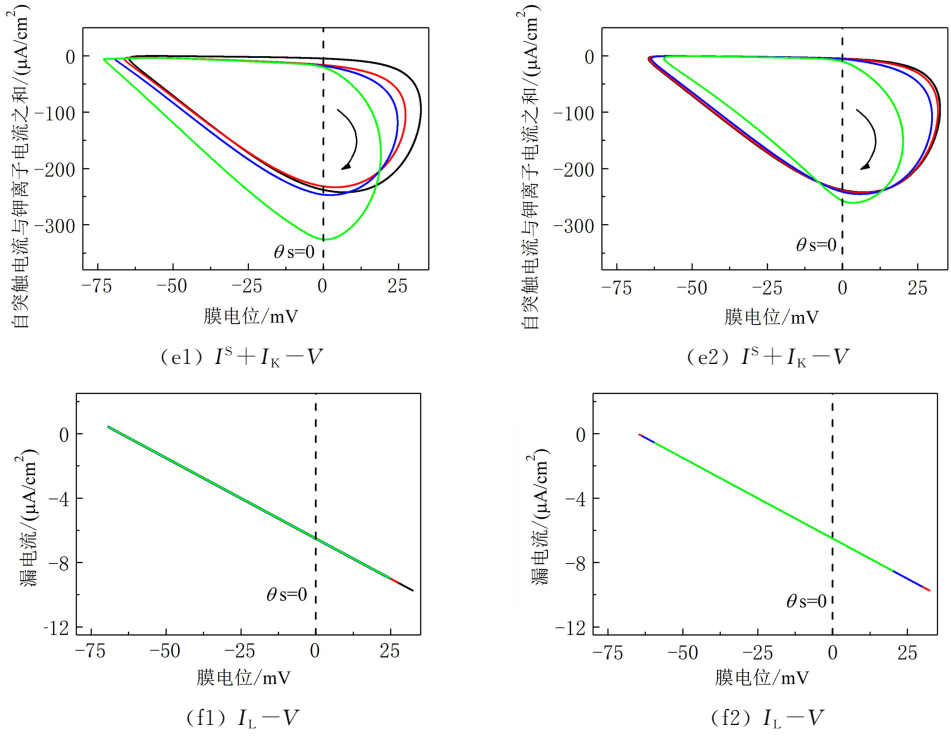 自突触电流与钾离子电流之和/(μA/cm²)
0
-100
-200
-300
θs=0
-75 -50 -25 0 25
膜电位/mV
(e1) Iˢ+I_K-V
自突触电流与钾离子电流之和/(μA/cm²)
0
-100
-200
-300
θs=0
-75 -50 -25 0 25
膜电位/mV
(e2) Iˢ+I_K-V
漏电流/(μA/cm²)
0
-4
-8
-12
θs=0
-75 -50 -25 0 25
膜电位/mV
(f1) I_L-V
漏电流/(μA/cm²)
0
-4
-8
-12
θs=0
-75 -50 -25 0 25
膜电位/mV
(f2) I_L-V